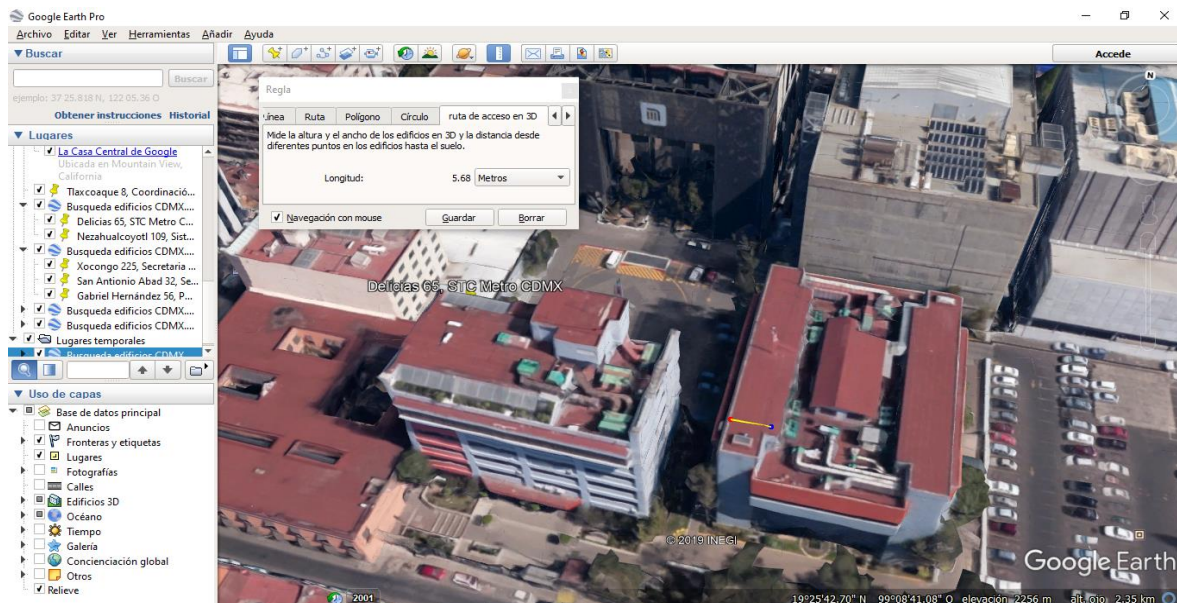 Google Earth Pro
Archivo Editar Ver Herramientas Añadir Ayuda
Buscar
Buscar
ejemplo: 37 25.818 N, 122 05.36 O
Obtener instrucciones Historial
Lugares
La Casa Central de Google
Ubicada en Mountain View,
California
Tlaxcoaque 8, Coordinació...
Busqueda edificios CDMX....
Delicias 65, STC Metro C...
Nezahualcoyotl 109, Sist...
Busqueda edificios CDMX....
Xocongo 225, Secretaria ...
San Antonio Abad 32, Se...
Gabriel Hernández 56, P...
Busqueda edificios CDMX....
Busqueda edificios CDMX....
Lugares temporales
Busqueda edificios CDMX
Uso de capas
Base de datos principal
Anuncios
Fronteras y etiquetas
Lugares
Fotografías
Calles
Edificios 3D
Océano
Tiempo
Galería
Concienciación global
Otros
Relieve
Accede
Regla
Ruta Polígono Círculo ruta de acceso en 3D
Mide la altura y el ancho de los edificios en 3D y la distancia desde
diferentes puntos en los edificios hasta el suelo.
Longitud: 5.68 Metros
Navegación con mouse Guardar Borrar
N
Delicias 65, STC Metro CDMX
© 2019 INEGI
Google Earth
2001
19°25'42.70" N 99°08'41.08" O elevación 2256 m alt. ojo 2.35 km